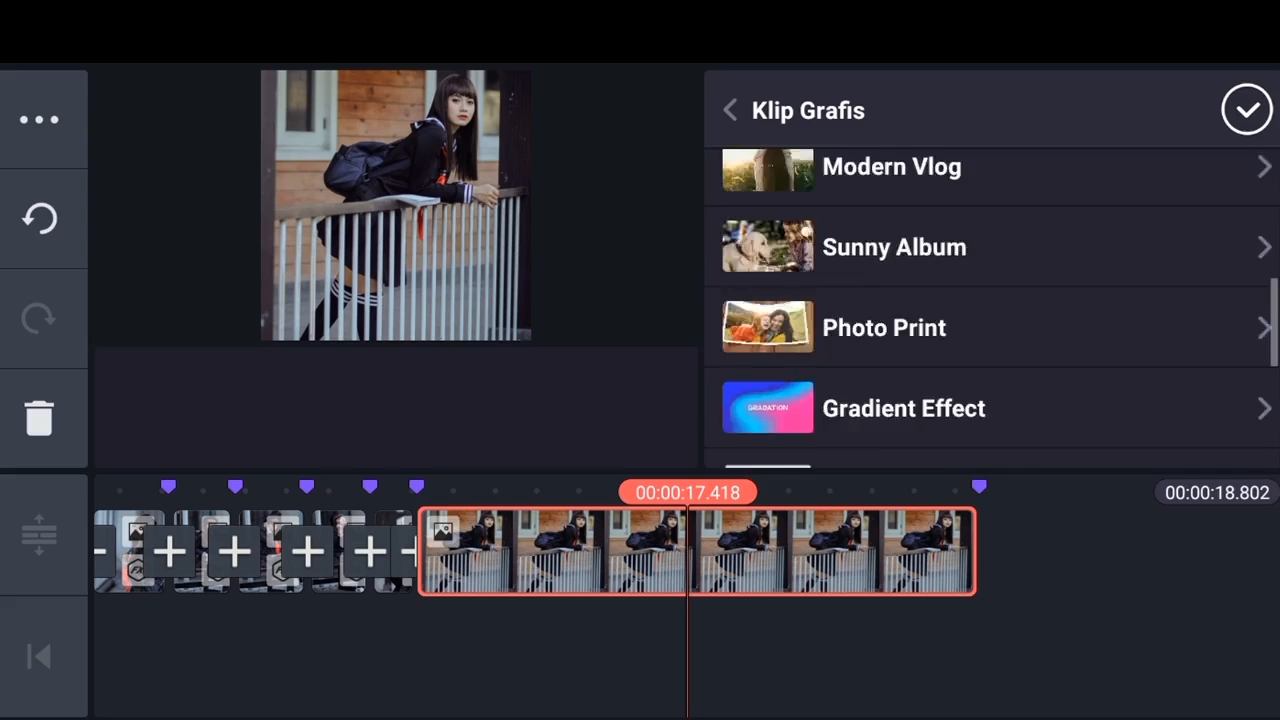 Klip Grafis
Modern Vlog
Sunny Album
Photo Print
GRADATION
Gradient Effect
00:00:17.418
00:00:18.802